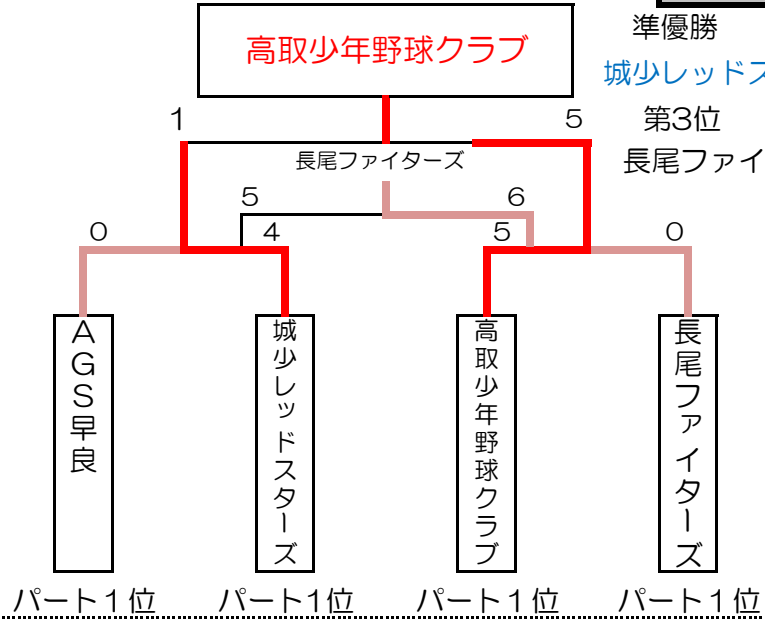 高取少年野球クラブ
準優勝
城少レッドス
第3位
長尾ファイ
1
5
長尾ファイターズ
5
6
0
4
5
0
AGS早良
城少レッドスターズ
高取少年野球クラブ
長尾ファイターズ
パート１位
パート1位
パート１位
パート１位